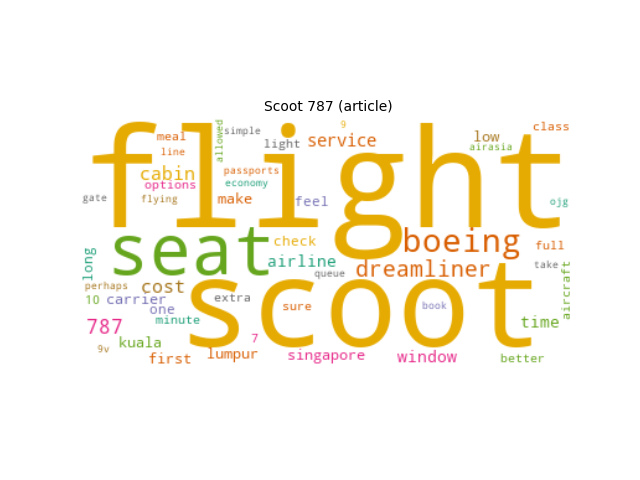 Scoot 787 (article)
flight
scoot
seat
boeing
dreamliner
meal
line
allowed
simple
light
9
service
low
airasia
class
cabin
options
passports
economy
gate
flying
make
feel
ojg
check
airline
queue
full
take
aircraft
long
perhaps
cost
10
carrier
one
extra
sure
book
787
minute
time
9v
kuala
first
lumpur
7
singapore
window
better